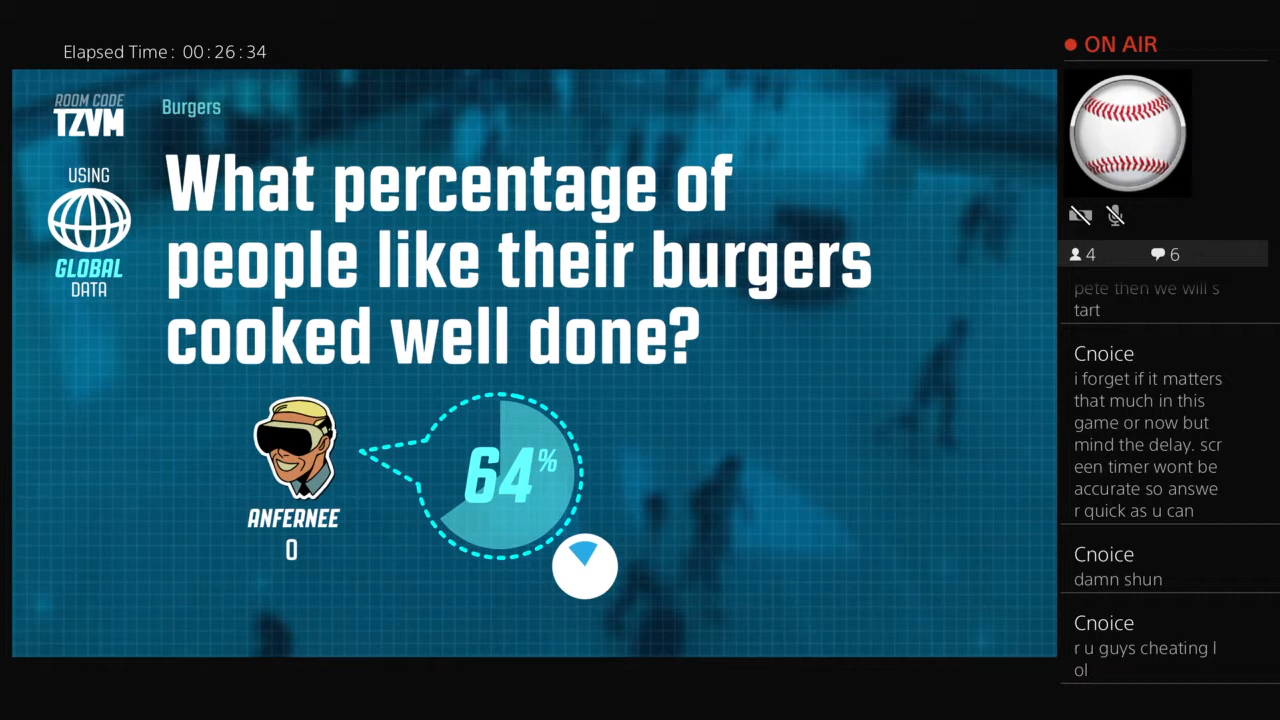 Elapsed Time: 00:26:34
ON AIR
ROOM CODE
TZVM
Burgers
USING
GLOBAL
DATA
What percentage of
people like their burgers
cooked well done?
64%
ANFERNEE
0
4
6
pete then we will s
tart
Cnoice
i forget if it matters
that much in this
game or now but
mind the delay. scr
een timer wont be
accurate so answe
r quick as u can
Cnoice
damn shun
Cnoice
r u guys cheating l
ol